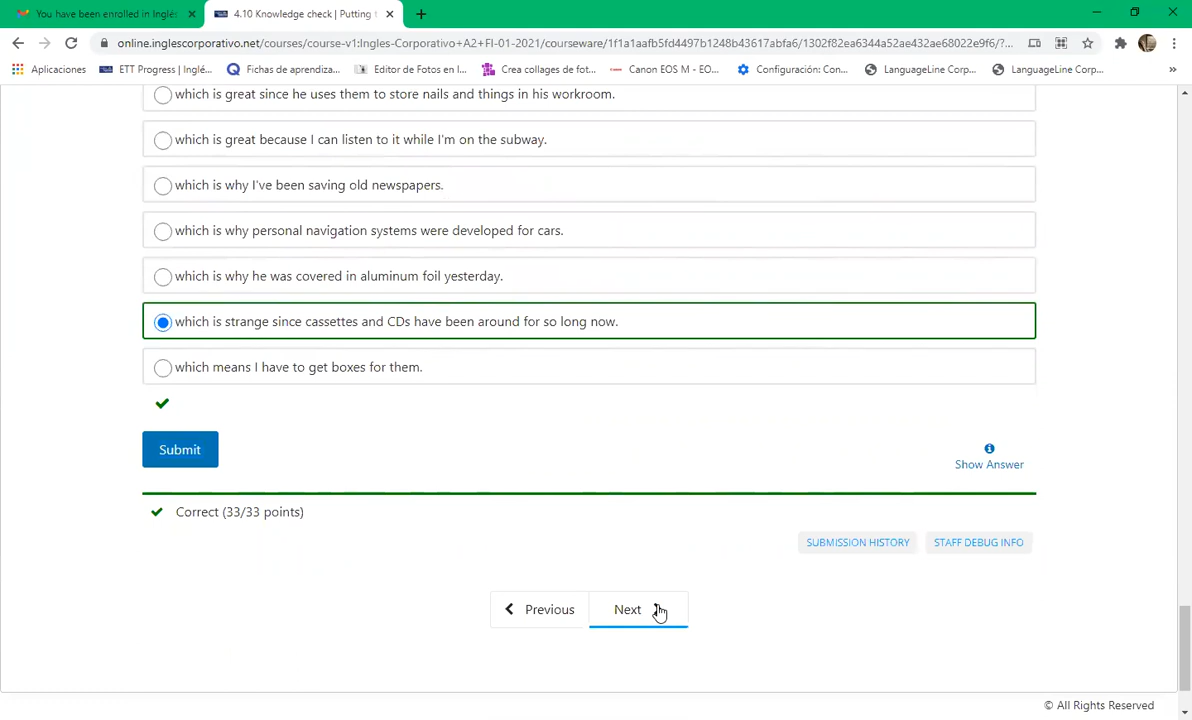 You have been enrolled in Inglés
4.10 Knowledge check | Putting t
online.inglescorporativo.net/courses/course-v1:Ingles-Corporativo+A2+FI-01-2021/courseware/1f1a1aafb5fd4497b1248b43617abfa6/1302f82ea6344a52ae432ae68022e9f6/?...
Aplicaciones
ETT Progress | Inglé...
Fichas de aprendiza...
Editor de Fotos en l...
Crea collages de fot...
Canon EOS M - EO...
Configuración: Con...
LanguageLine Corp...
LanguageLine Corp...
»
which is great since he uses them to store nails and things in his workroom.
which is great because I can listen to it while I'm on the subway.
which is why I've been saving old newspapers.
which is why personal navigation systems were developed for cars.
which is why he was covered in aluminum foil yesterday.
which is strange since cassettes and CDs have been around for so long now.
which means I have to get boxes for them.
Submit
Show Answer
Correct (33/33 points)
SUBMISSION HISTORY
STAFF DEBUG INFO
Previous
Next
© All Rights Reserved